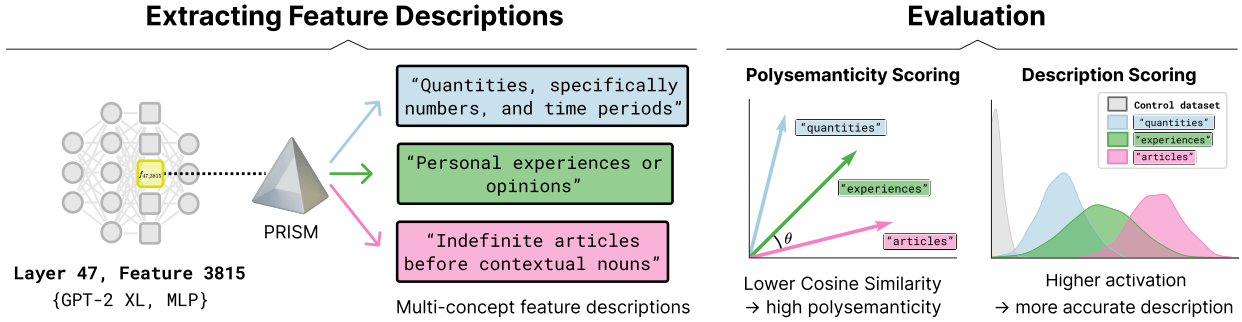 Extracting Feature Descriptions
f47,3815
PRISM
Layer 47, Feature 3815
{GPT-2 XL, MLP}
“Quantities, specifically
numbers, and time periods”
“Personal experiences or
opinions”
“Indefinite articles
before contextual nouns”
Multi-concept feature descriptions
Evaluation
Polysemanticity Scoring
“quantities”
“experiences”
θ
“articles”
Lower Cosine Similarity
→ high polysemanticity
Description Scoring
Control dataset
“quantities”
“experiences”
“articles”
Higher activation
→ more accurate description